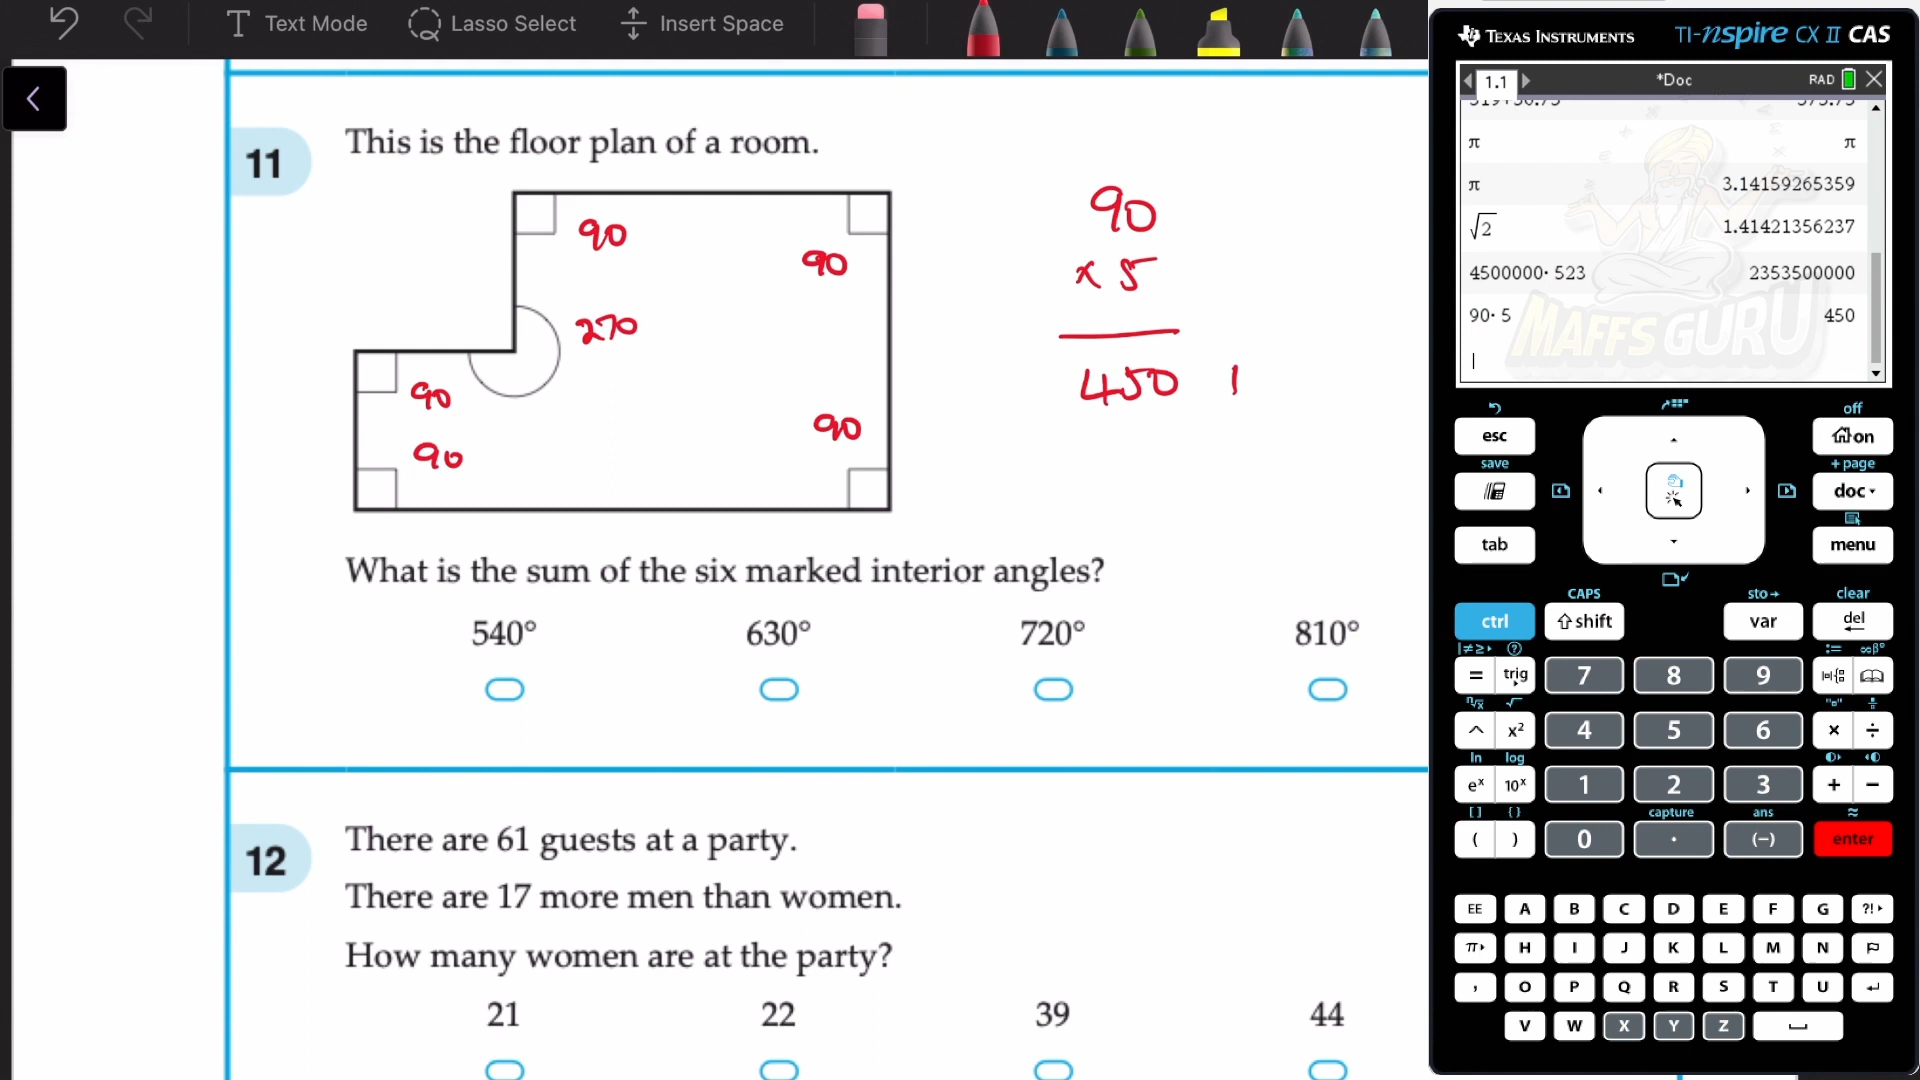 Text Mode Lasso Select Insert Space
11 This is the floor plan of a room.
90 90
270
90 90
90
90
x 5
450
What is the sum of the six marked interior angles?
540° 630° 720° 810°
12 There are 61 guests at a party.
There are 17 more men than women.
How many women are at the party?
21 22 39 44
TEXAS INSTRUMENTS TI-nspire CX II CAS
1.1 *Doc RAD
π π
π 3.14159265359
√2 1.41421356237
4500000·523 2353500000
90·5 450
MAFFSGURU
off
esc on
save + page
doc
tab menu
CAPS sto→ clear
ctrl shift var del
= trig 7 8 9
^ x² 4 5 6 × ÷
ln log
eˣ 10ˣ 1 2 3 + −
[] {} capture ans ≈
( ) 0 . (−) enter
EE A B C D E F G ?!
π H I J K L M N
, O P Q R S T U
V W X Y Z